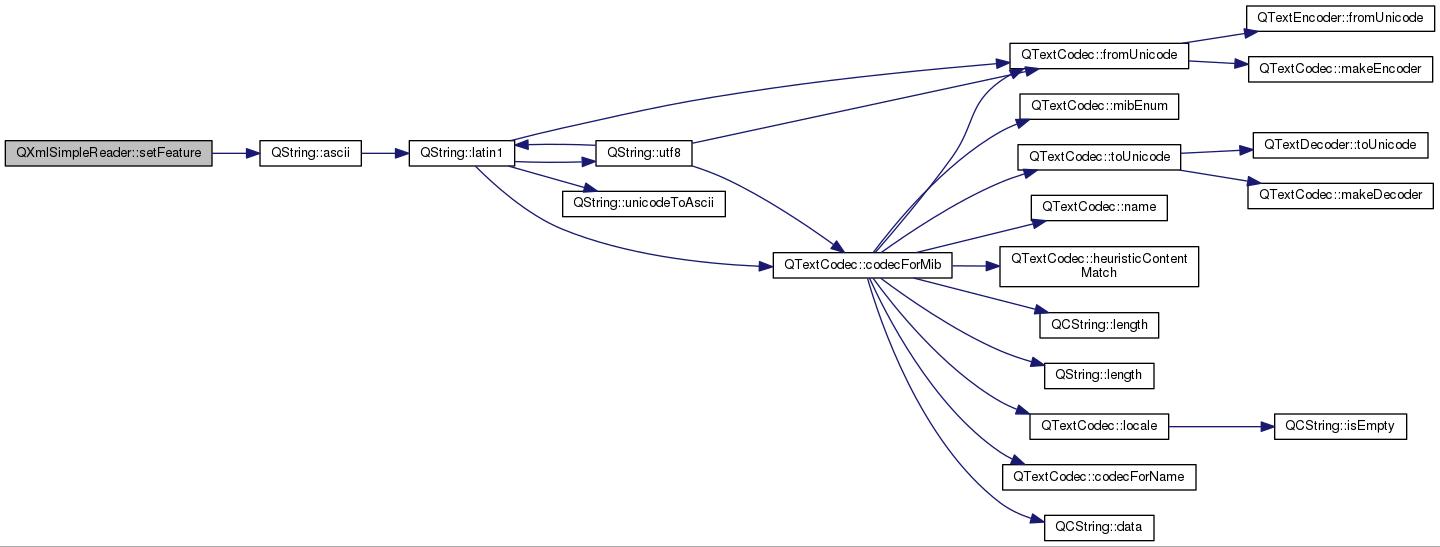 QXmlSimpleReader::setFeature
QString::ascii
QString::latin1
QString::utf8
QString::unicodeToAscii
QTextCodec::codecForMib
QTextCodec::fromUnicode
QTextEncoder::fromUnicode
QTextCodec::makeEncoder
QTextCodec::mibEnum
QTextCodec::toUnicode
QTextDecoder::toUnicode
QTextCodec::makeDecoder
QTextCodec::name
QTextCodec::heuristicContent
Match
QCString::length
QString::length
QTextCodec::locale
QCString::isEmpty
QTextCodec::codecForName
QCString::data